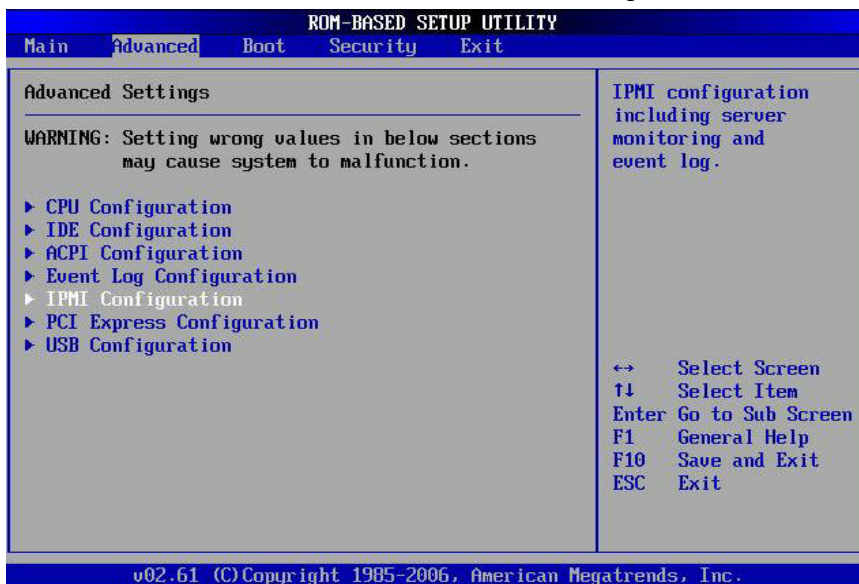 ROM-BASED SETUP UTILITY
Main Advanced Boot Security Exit
Advanced Settings
WARNING: Setting wrong values in below sections
may cause system to malfunction.
▶ CPU Configuration
▶ IDE Configuration
▶ ACPI Configuration
▶ Event Log Configuration
▶ IPMI Configuration
▶ PCI Express Configuration
▶ USB Configuration
IPMI configuration
including server
monitoring and
event log.
↔ Select Screen
↑↓ Select Item
Enter Go to Sub Screen
F1 General Help
F10 Save and Exit
ESC Exit
v02.61 (C)Copyright 1985-2006, American Megatrends, Inc.